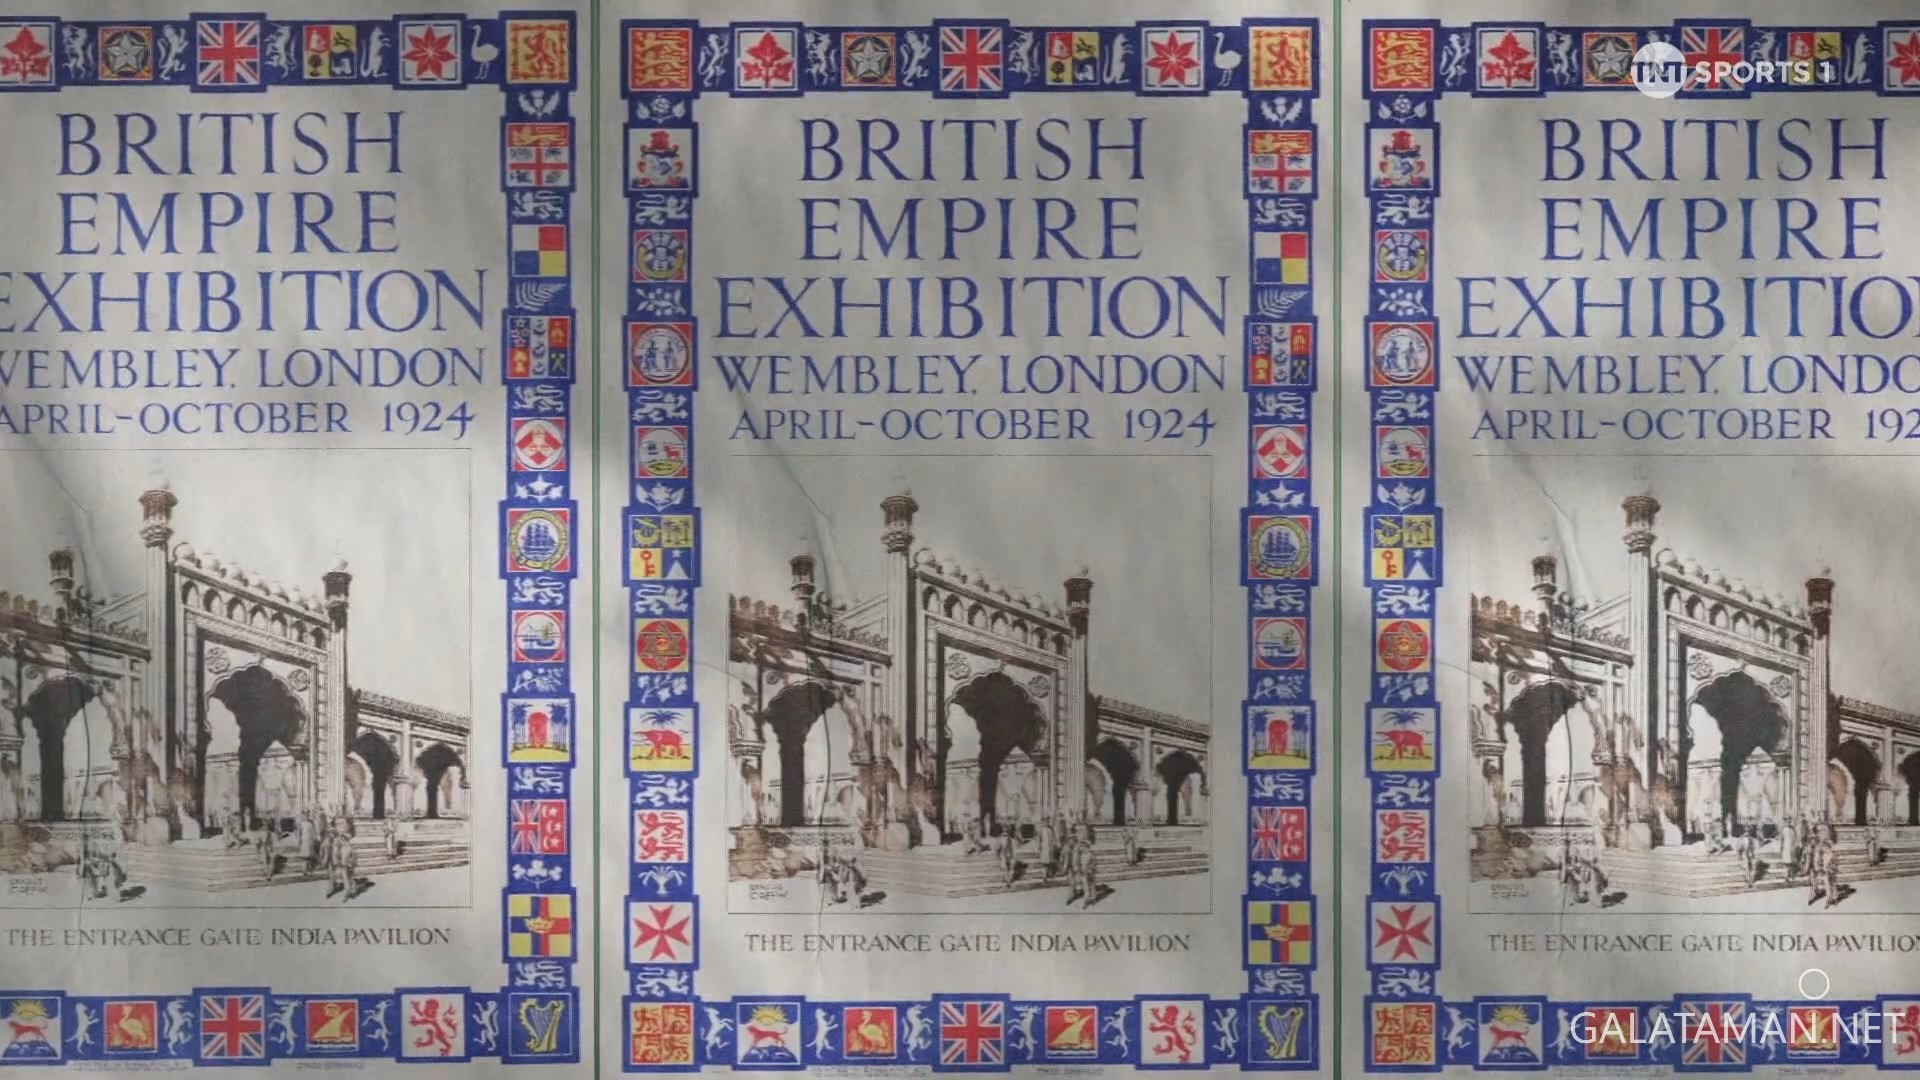 TNT SPORTS 1
BRITISH
EMPIRE
EXHIBITION
WEMBLEY, LONDON
APRIL-OCTOBER 1924
THE ENTRANCE GATE INDIA PAVILION
BRITISH
EMPIRE
EXHIBITION
WEMBLEY, LONDON
APRIL-OCTOBER 1924
THE ENTRANCE GATE INDIA PAVILION
BRITISH
EMPIRE
EXHIBITION
WEMBLEY, LONDO
APRIL-OCTOBER 192
THE ENTRANCE GATE INDIA PAVILION
GALATAMAN.NET